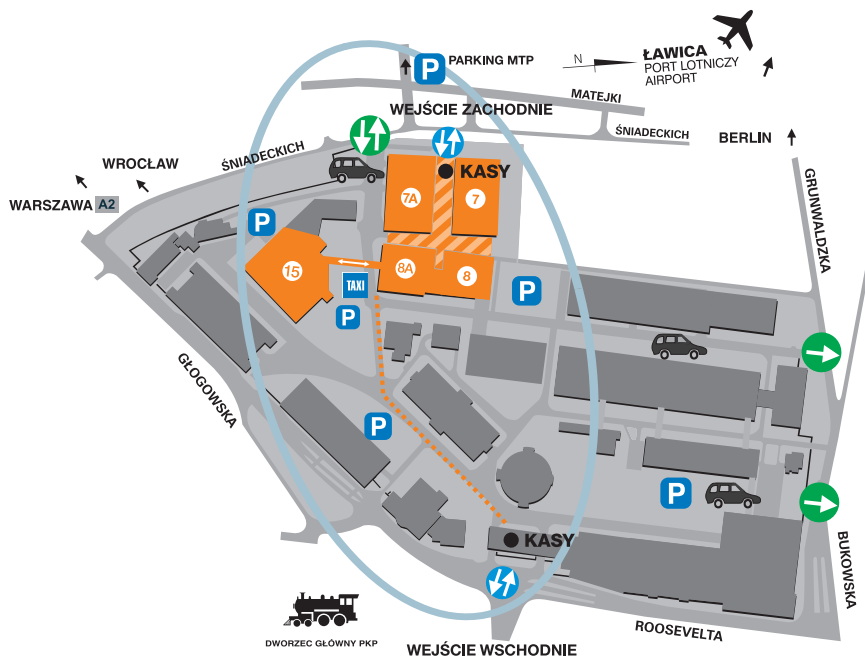 P
PARKING MTP
N
ŁAWICA
PORT LOTNICZY
AIRPORT
MATEJKI
WEJŚCIE ZACHODNIE
ŚNIADECKICH
BERLIN
ŚNIADECKICH
WROCŁAW
WARSZAWA A2
GRUNWALDZKA
KASY
7A
7
P
15
8A
8
TAXI
P
P
GŁOGOWSKA
P
P
KASY
BUKOWSKA
ROOSEVELTA
DWORZEC GŁÓWNY PKP
WEJŚCIE WSCHODNIE